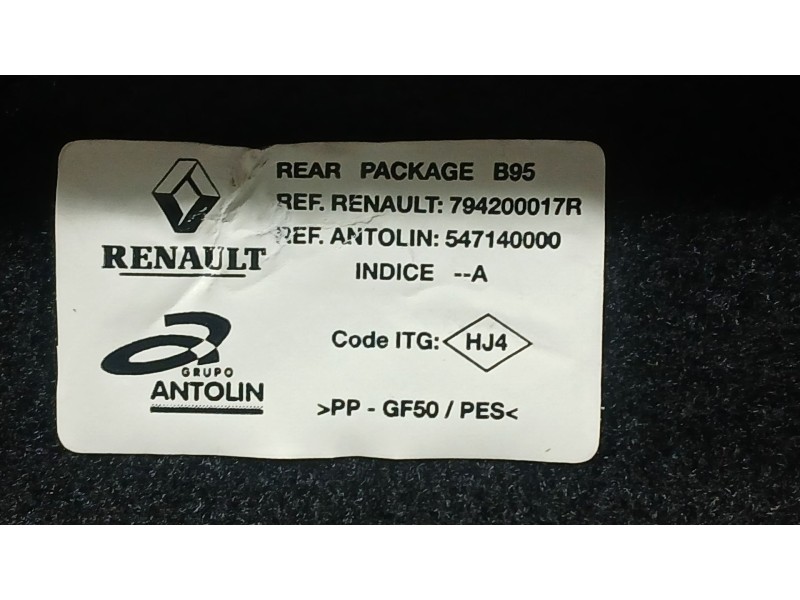 REAR PACKAGE B95
REF. RENAULT: 794200017R
REF. ANTOLIN: 547140000
INDICE --A
RENAULT
Code ITG: HJ4
GRUPO
ANTOLIN
>PP - GF50 / PES<